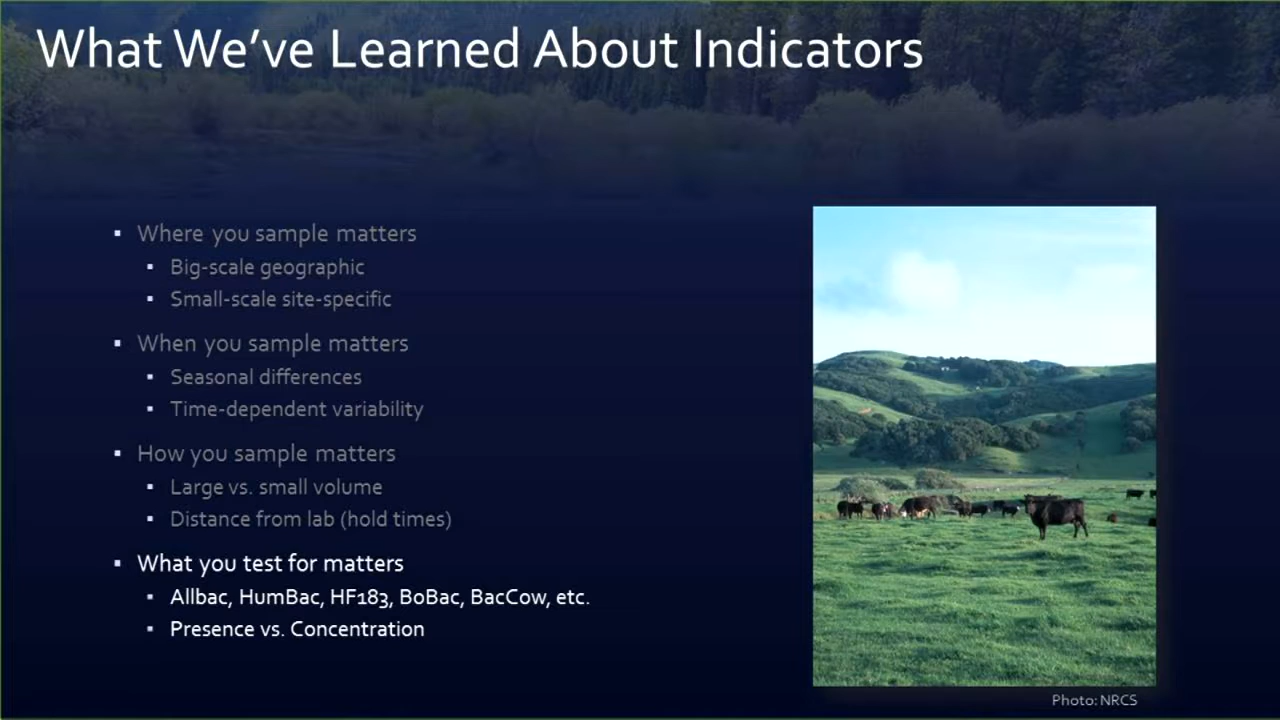 What We've Learned About Indicators
▪ Where you sample matters
▪ Big-scale geographic
▪ Small-scale site-specific
▪ When you sample matters
▪ Seasonal differences
▪ Time-dependent variability
▪ How you sample matters
▪ Large vs. small volume
▪ Distance from lab (hold times)
▪ What you test for matters
▪ Allbac, HumBac, HF183, BoBac, BacCow, etc.
▪ Presence vs. Concentration
Photo: NRCS